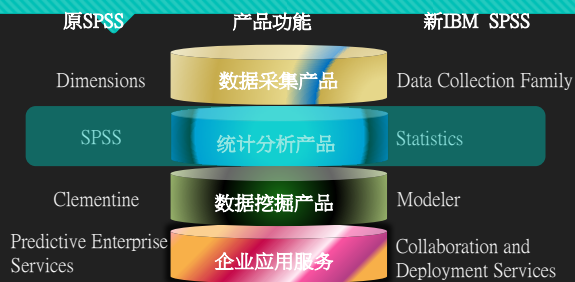 原SPSS 产品功能 新IBM SPSS
Dimensions 数据采集产品 Data Collection Family
SPSS 统计分析产品 Statistics
Clementine 数据挖掘产品 Modeler
Predictive Enterprise
Services
企业应用服务
Collaboration and
Deployment Services